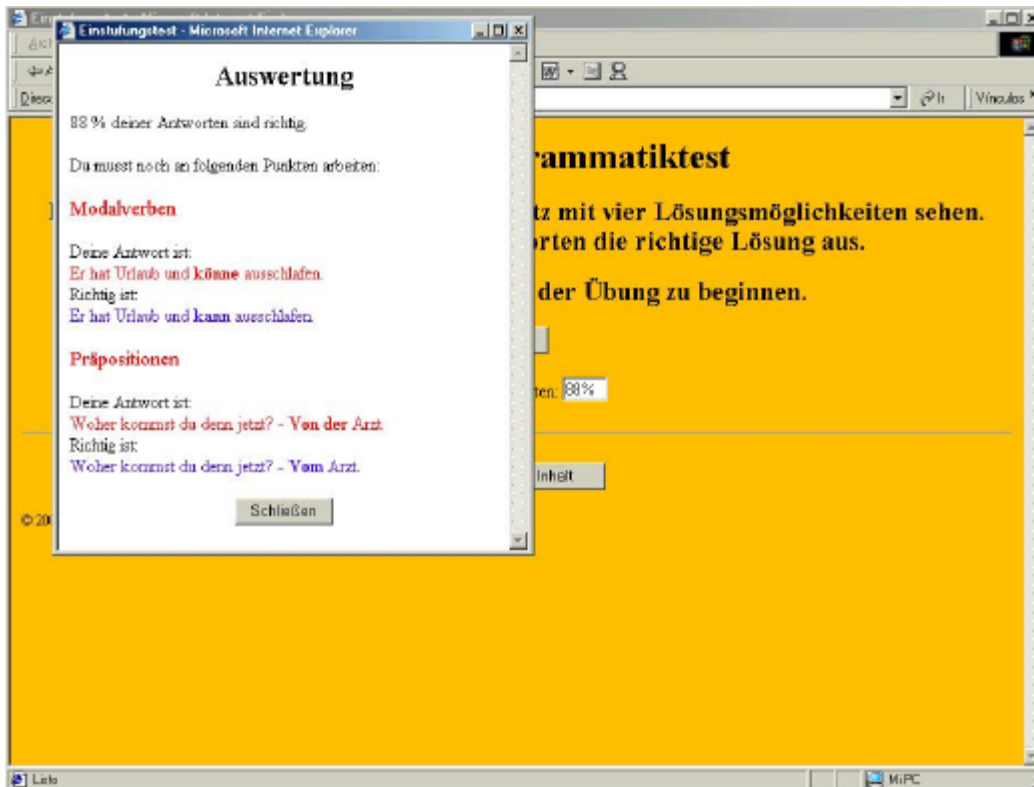 Einstufungstest - Microsoft Internet Explorer
Auswertung
88 % deiner Antworten sind richtig.
Du musst noch an folgenden Punkten arbeiten:
Modalverben
Deine Antwort ist:
Er hat Urlaub und könne ausschlafen.
Richtig ist:
Er hat Urlaub und kann ausschlafen.
Präpositionen
Deine Antwort ist:
Woher kommst du denn jetzt? - Von der Arzt.
Richtig ist:
Woher kommst du denn jetzt? - Vom Arzt.
Schließen
Ir
Vínculos
rammatiktest
tz mit vier Lösungsmöglichkeiten sehen.
rten die richtige Lösung aus.
der Übung zu beginnen.
ten: 88%
Inhalt
© 200
Listo
Mi PC